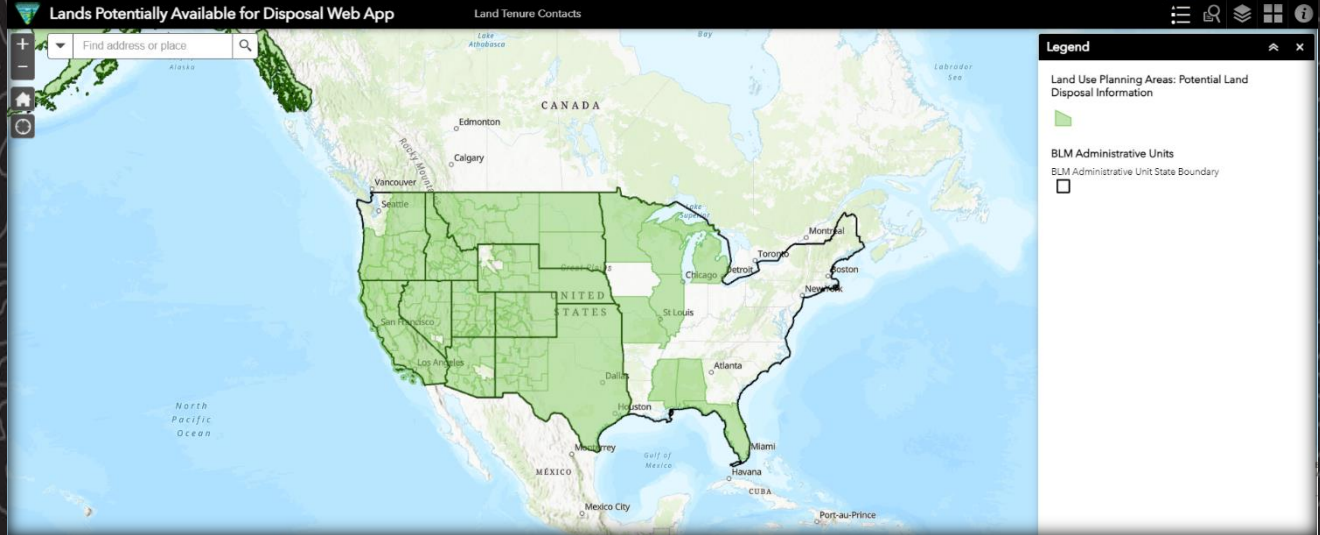 Lands Potentially Available for Disposal Web App
Land Tenure Contacts
Find address or place
Legend
Land Use Planning Areas: Potential Land
Disposal Information
BLM Administrative Units
BLM Administrative Unit State Boundary
Alaska
Lake
Athabasca
Bay
Labrador
Sea
CANADA
Edmonton
Calgary
Rocky Mount
Vancouver
Seattle
Lake
Superior
Montreal
Toronto
Detroit
Boston
Chicago
New York
Great Plains
UNITED
STATES
St Louis
San Francisco
Los Angeles
Atlanta
Dallas
Houston
North
Pacific
Ocean
Monterrey
Gulf of
Mexico
Miami
Havana
MÉXICO
CUBA
Mexico City
Port-au-Prince